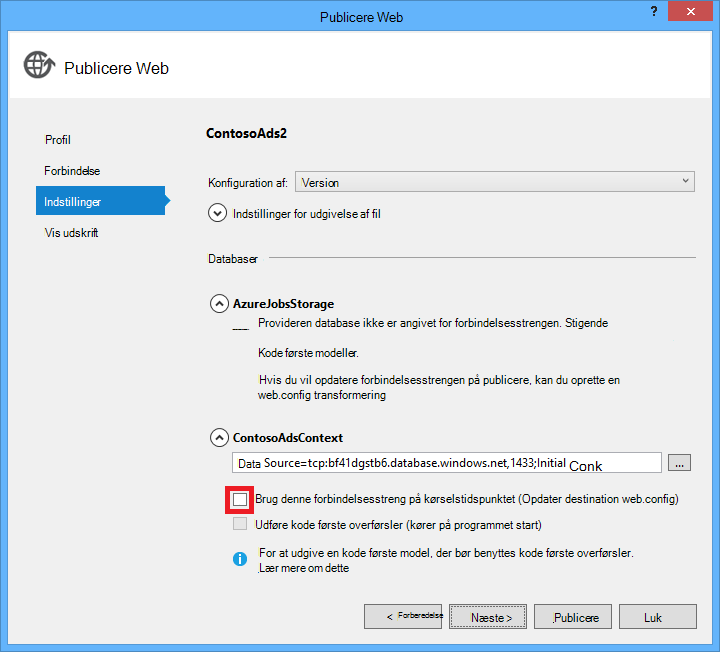 Publicere Web
?
Publicere Web
Profil
Forbindelse
Indstillinger
Vis udskrift
ContosoAds2
Konfiguration af: Version
Indstillinger for udgivelse af fil
Databaser
AzureJobsStorage
Provideren database ikke er angivet for forbindelsesstrengen. Stigende
Kode første modeller.
Hvis du vil opdatere forbindelsesstrengen på publicere, kan du oprette en
web.config transformering
ContosoAdsContext
Data Source=tcp:bf41dgstb6.database.windows.net,1433;Initial Conk
...
Brug denne forbindelsesstreng på kørselstidspunktet (Opdater destination web.config)
Udføre kode første overførsler (kører på programmet start)
For at udgive en kode første model, der bør benyttes kode første overførsler.
Lær mere om dette
< Forberedelse Næste > Publicere Luk